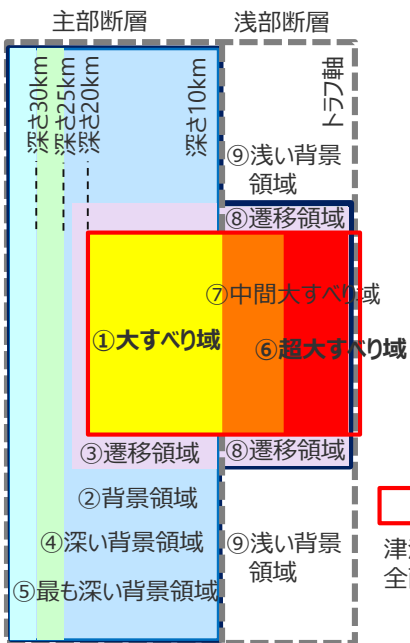 主部断層 浅部断層
深さ30km
深さ25km
深さ20km
深さ10km
トラフ軸
⑨浅い背景
領域
⑧遷移領域
⑦中間大すべり域
①大すべり域
⑥超大すべり域
③遷移領域
⑧遷移領域
②背景領域
④深い背景領域
⑨浅い背景
領域
⑤最も深い背景領域